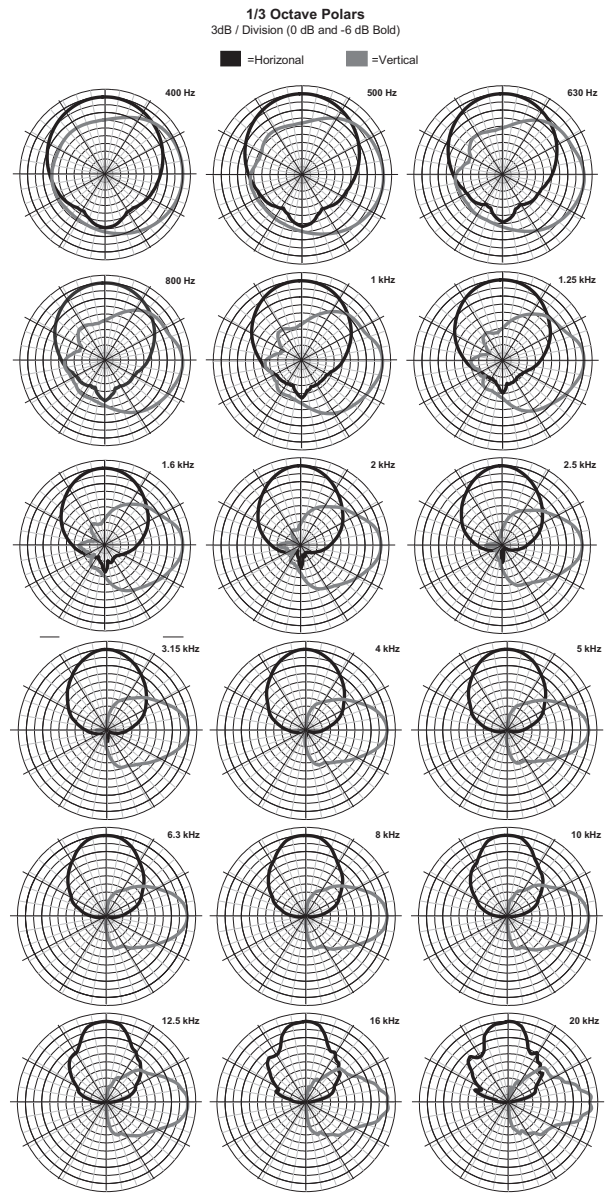 1/3 Octave Polars
3dB / Division (0 dB and -6 dB Bold)
=Horizonal =Vertical
400 Hz 500 Hz 630 Hz
800 Hz 1 kHz 1.25 kHz
1.6 kHz 2 kHz 2.5 kHz
3.15 kHz 4 kHz 5 kHz
6.3 kHz 8 kHz 10 kHz
12.5 kHz 16 kHz 20 kHz